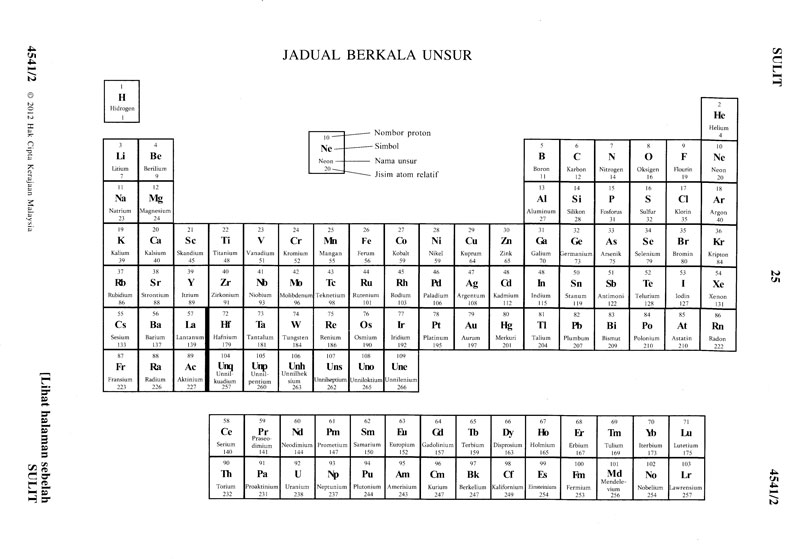 SULIT
25
4541/2
JADUAL BERKALA UNSUR
1
H
Hidrogen
1
2
He
Helium
4
10
Ne
Neon
20
Nombor proton
Simbol
Nama unsur
Jisim atom relatif
3 4 5 6 7 8 9 10
Li Be B C N O F Ne
Litium Berilium Boron Karbon Nitrogen Oksigen Flourin Neon
7 9 11 12 14 16 19 20
11 12 13 14 15 16 17 18
Na Mg Al Si P S Cl Ar
Natrium Magnesium Aluminum Silikon Fosforus Sulfur Klorin Argon
23 24 27 28 31 32 35 40
19 20 21 22 23 24 25 26 27 28 29 30 31 32 33 34 35 36
K Ca Sc Ti V Cr Mn Fe Co Ni Cu Zn Ga Ge As Se Br Kr
Kalium Kalsium Skandium Titanium Vanadium Kromium Mangan Ferum Kobalt Nikel Kuprum Zink Galium Germanium Arsenik Selenium Bromin Kripton
39 40 45 48 51 52 55 56 59 59 64 65 70 73 75 79 80 84
37 38 39 40 41 42 43 44 45 46 47 48 49 50 51 52 53 54
Rb Sr Y Zr Nb Mo Tc Ru Rh Pd Ag Cd In Sn Sb Te I Xe
Rubidium Strontium Itrium Zirkonium Niobium Molibdenum Teknetium Rutenium Rodium Paladium Argentum Kadmium Indium Stanum Antimoni Telurium Iodin Xenon
86 88 89 91 93 96 98 101 103 106 108 112 115 119 122 128 127 131
55 56 57 72 73 74 75 76 77 78 79 80 81 82 83 84 85 86
Cs Ba La Hf Ta W Re Os Ir Pt Au Hg Tl Pb Bi Po At Rn
Sesium Barium Lantanum Hafnium Tantalum Tungsten Renium Osmium Iridium Platinum Aurum Merkuri Talium Plumbum Bismut Polonium Astatin Radon
133 137 139 179 181 184 186 190 192 195 197 201 204 207 209 210 210 222
87 88 89 104 105 106 107 108 109
Fr Ra Ac Unq Unp Unh Uns Uno Une
Fransium Radium Aktinium Unnil-kuadium Unnil-pentium Unnilheksium Unnilseptium Unniloktium Unnilenium
223 226 227 257 260 263 262 265 266
58 59 60 61 62 63 64 65 66 67 68 69 70 71
Ce Pr Nd Pm Sm Eu Gd Tb Dy Ho Er Tm Yb Lu
Serium Praseo-dimium Neodimium Prometium Samarium Europium Gadolinium Terbium Disprosium Holmium Erbium Tulium Iterbium Lutetium
140 141 144 147 150 152 157 159 163 165 167 169 173 175
90 91 92 93 94 95 96 97 98 99 100 101 102 103
Th Pa U Np Pu Am Cm Bk Cf Es Fm Md No Lr
Torium Proaktinium Uranium Neptunium Plutonium Amerisium Kurium Berkelium Kalifornium Einsteinium Fermium Mendele-vium Nobelium Lawrensium
232 231 238 237 244 243 247 247 249 254 253 256 254 257
4541/2 © 2012 Hak Cipta Kerajaan Malaysia
[Lihat halaman sebelah
SULIT